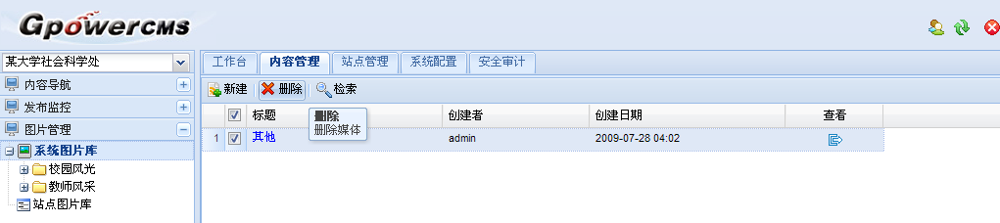 GpowerCMS
某大学社会科学处
工作台 内容管理 站点管理 系统配置 安全审计
内容导航
新建 删除 检索
发布监控
标题 创建者 创建日期 查看
删除
删除媒体
图片管理
1 其他 admin 2009-07-28 04:02
系统图片库
校园风光
教师风采
站点图片库